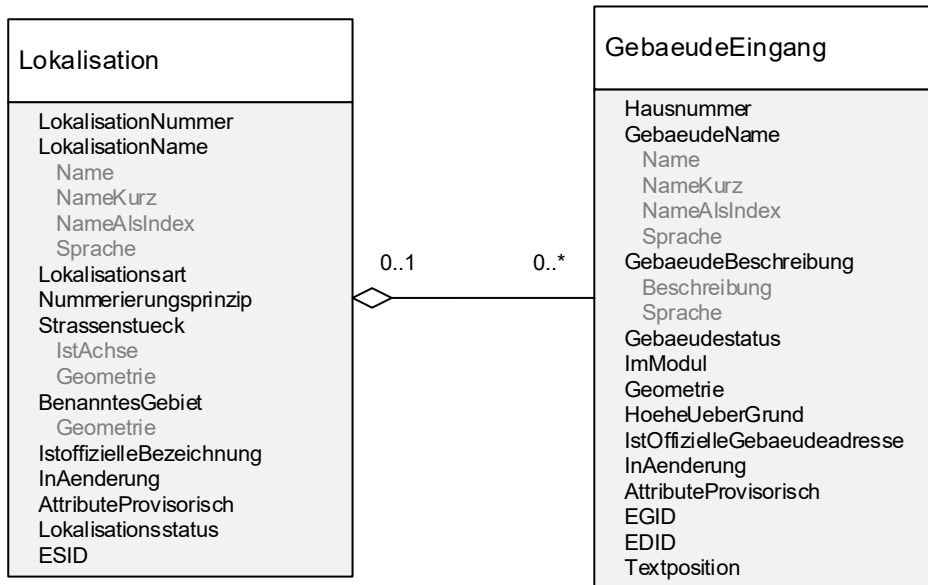 Lokalisation
LokalisationNummer
LokalisationName
Name
NameKurz
NameAlsIndex
Sprache
Lokalisationsart
Nummerierungsprinzip
Strassenstueck
IstAchse
Geometrie
BenanntesGebiet
Geometrie
IstoffizielleBezeichnung
InAenderung
AttributeProvisorisch
Lokalisationsstatus
ESID
0..1
0..*
GebaeudeEingang
Hausnummer
GebaeudeName
Name
NameKurz
NameAlsIndex
Sprache
GebaeudeBeschreibung
Beschreibung
Sprache
Gebaeudestatus
ImModul
Geometrie
HoeheUeberGrund
IstOffizielleGebaeudeadresse
InAenderung
AttributeProvisorisch
EGID
EDID
Textposition